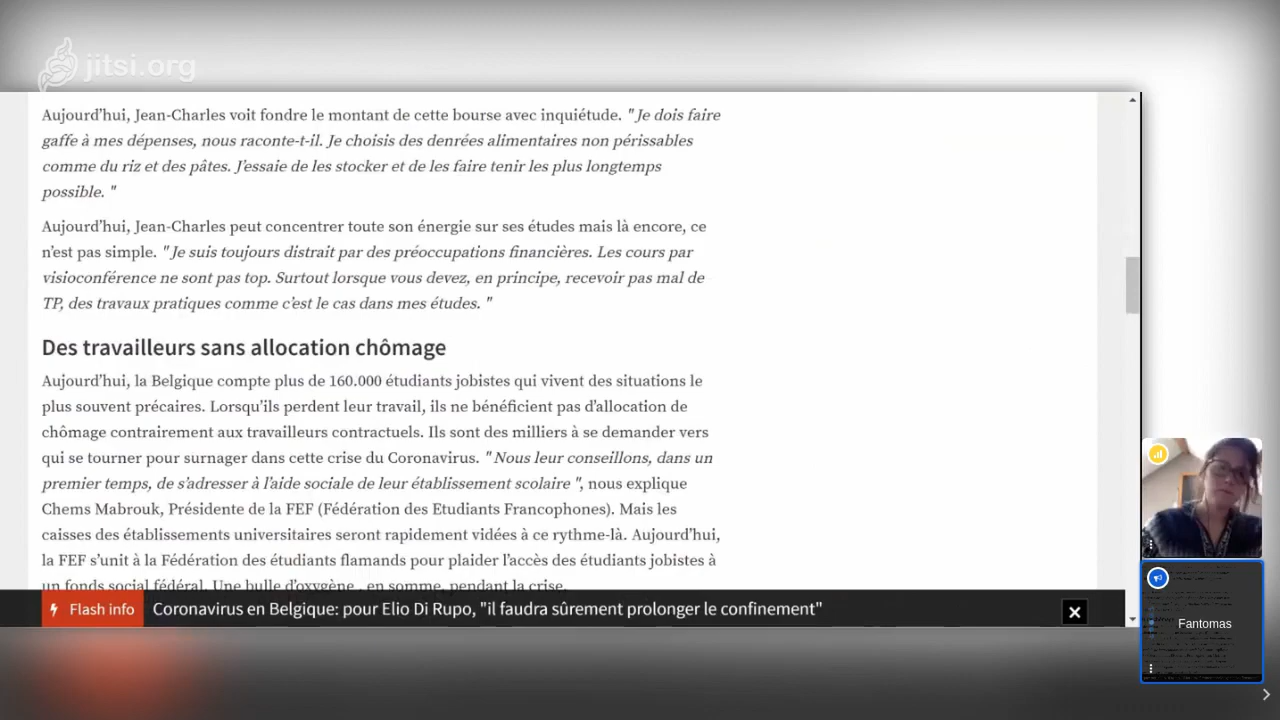 jitsi.org
Aujourd’hui, Jean-Charles voit fondre le montant de cette bourse avec inquiétude. " Je dois faire
gaffe à mes dépenses, nous raconte-t-il. Je choisis des denrées alimentaires non périssables
comme du riz et des pâtes. J’essaie de les stocker et de les faire tenir les plus longtemps
possible. "
Aujourd’hui, Jean-Charles peut concentrer toute son énergie sur ses études mais là encore, ce
n’est pas simple. " Je suis toujours distrait par des préoccupations financières. Les cours par
visioconférence ne sont pas top. Surtout lorsque vous devez, en principe, recevoir pas mal de
TP, des travaux pratiques comme c’est le cas dans mes études. "
Des travailleurs sans allocation chômage
Aujourd’hui, la Belgique compte plus de 160.000 étudiants jobistes qui vivent des situations le
plus souvent précaires. Lorsqu’ils perdent leur travail, ils ne bénéficient pas d’allocation de
chômage contrairement aux travailleurs contractuels. Ils sont des milliers à se demander vers
qui se tourner pour surnager dans cette crise du Coronavirus. " Nous leur conseillons, dans un
premier temps, de s’adresser à l’aide sociale de leur établissement scolaire ", nous explique
Chems Mabrouk, Présidente de la FEF (Fédération des Etudiants Francophones). Mais les
caisses des établissements universitaires seront rapidement vidées à ce rythme-là. Aujourd’hui,
la FEF s’unit à la Fédération des étudiants flamands pour plaider l’accès des étudiants jobistes à
un fonds social fédéral. Une bulle d’oxygène , en somme, pendant la crise.
Flash info Coronavirus en Belgique: pour Elio Di Rupo, "il faudra sûrement prolonger le confinement"
Fantomas